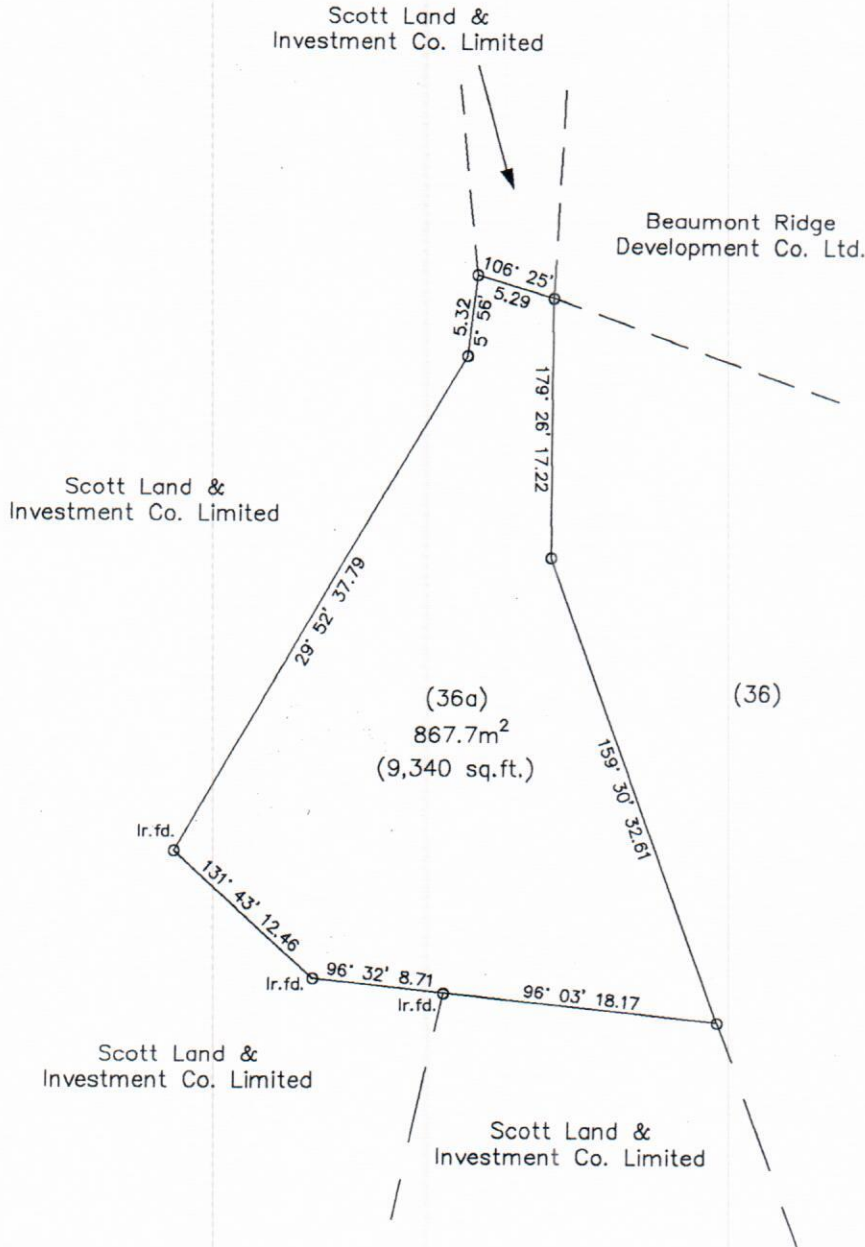 Scott Land &
Investment Co. Limited
Beaumont Ridge
Development Co. Ltd.
106° 25'
5.29
5.32
5° 56'
179° 26' 17.22
Scott Land &
Investment Co. Limited
29° 52' 37.79
(36a)
867.7m²
(9,340 sq.ft.)
(36)
159° 30' 32.61
Ir.fd.
131° 43' 12.46
Ir.fd.
96° 32' 8.71
Ir.fd.
96° 03' 18.17
Scott Land &
Investment Co. Limited
Scott Land &
Investment Co. Limited